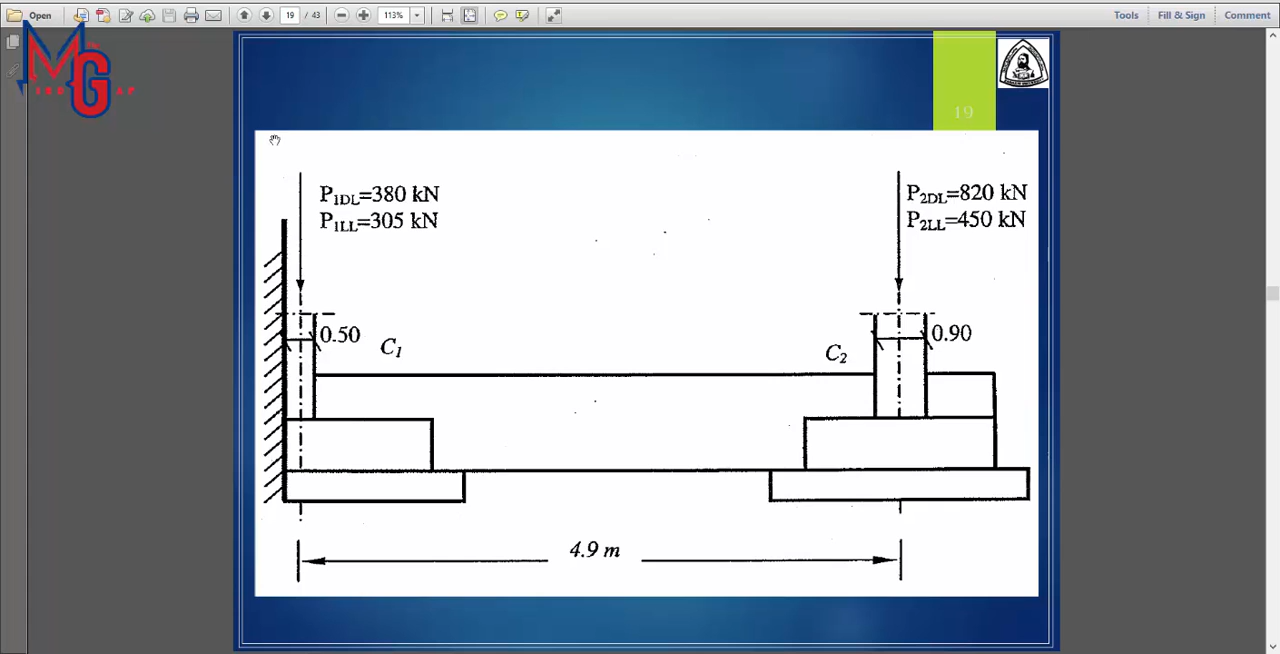 Open
19 / 43
113%
Tools
Fill & Sign
Comment
MG
19
P1DL=380 kN
P1LL=305 kN
P2DL=820 kN
P2LL=450 kN
0.50
C1
C2
0.90
4.9 m